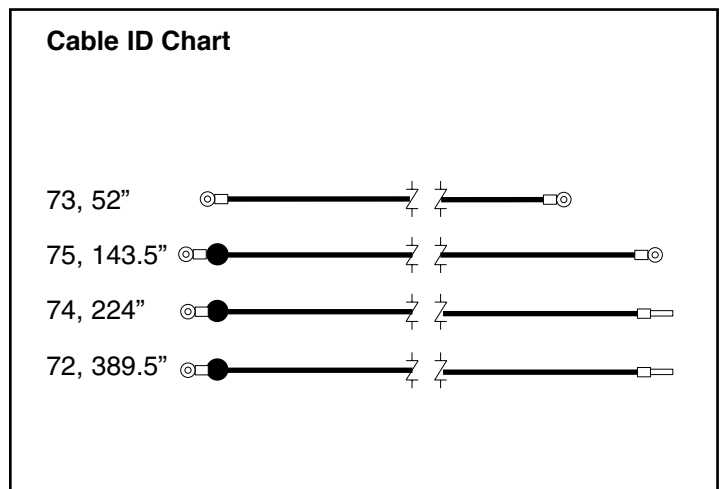 Cable ID Chart
73, 52”
75, 143.5”
74, 224”
72, 389.5”